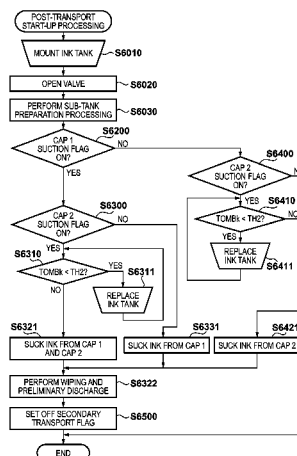 POST-TRANSPORT
START-UP PROCESSING
MOUNT INK TANK
S6010
OPEN VALVE
S6020
PERFORM SUB-TANK
PREPARATION PROCESSING
S6030
S6200
CAP 1
SUCTION FLAG
ON?
NO
YES
S6400
CAP 2
SUCTION FLAG
ON?
NO
YES
S6410
TOMBk < TH2?
NO
YES
REPLACE
INK TANK
S6411
S6300
CAP 2
SUCTION FLAG
ON?
NO
YES
S6310
TOMBk < TH2?
YES
S6311
REPLACE
INK TANK
NO
S6321
SUCK INK FROM CAP 1
AND CAP 2
S6331
SUCK INK FROM CAP 1
S6421
SUCK INK FROM CAP 2
PERFORM WIPING AND
PRELIMINARY DISCHARGE
S6322
SET OFF SECONDARY
TRANSPORT FLAG
S6500
END